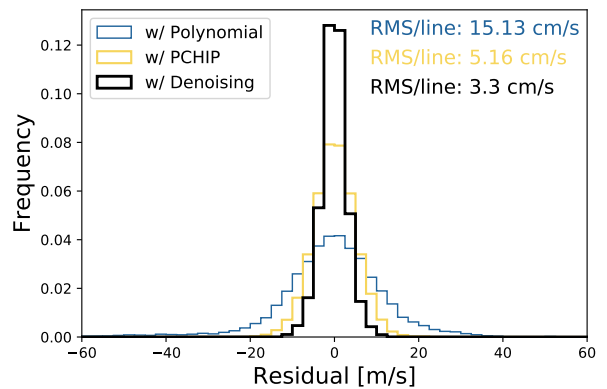 w/ Polynomial
w/ PCHIP
w/ Denoising
RMS/line: 15.13 cm/s
RMS/line: 5.16 cm/s
RMS/line: 3.3 cm/s
Frequency
0.12
0.10
0.08
0.06
0.04
0.02
0.00
−60 −40 −20 0 20 40 60
Residual [m/s]